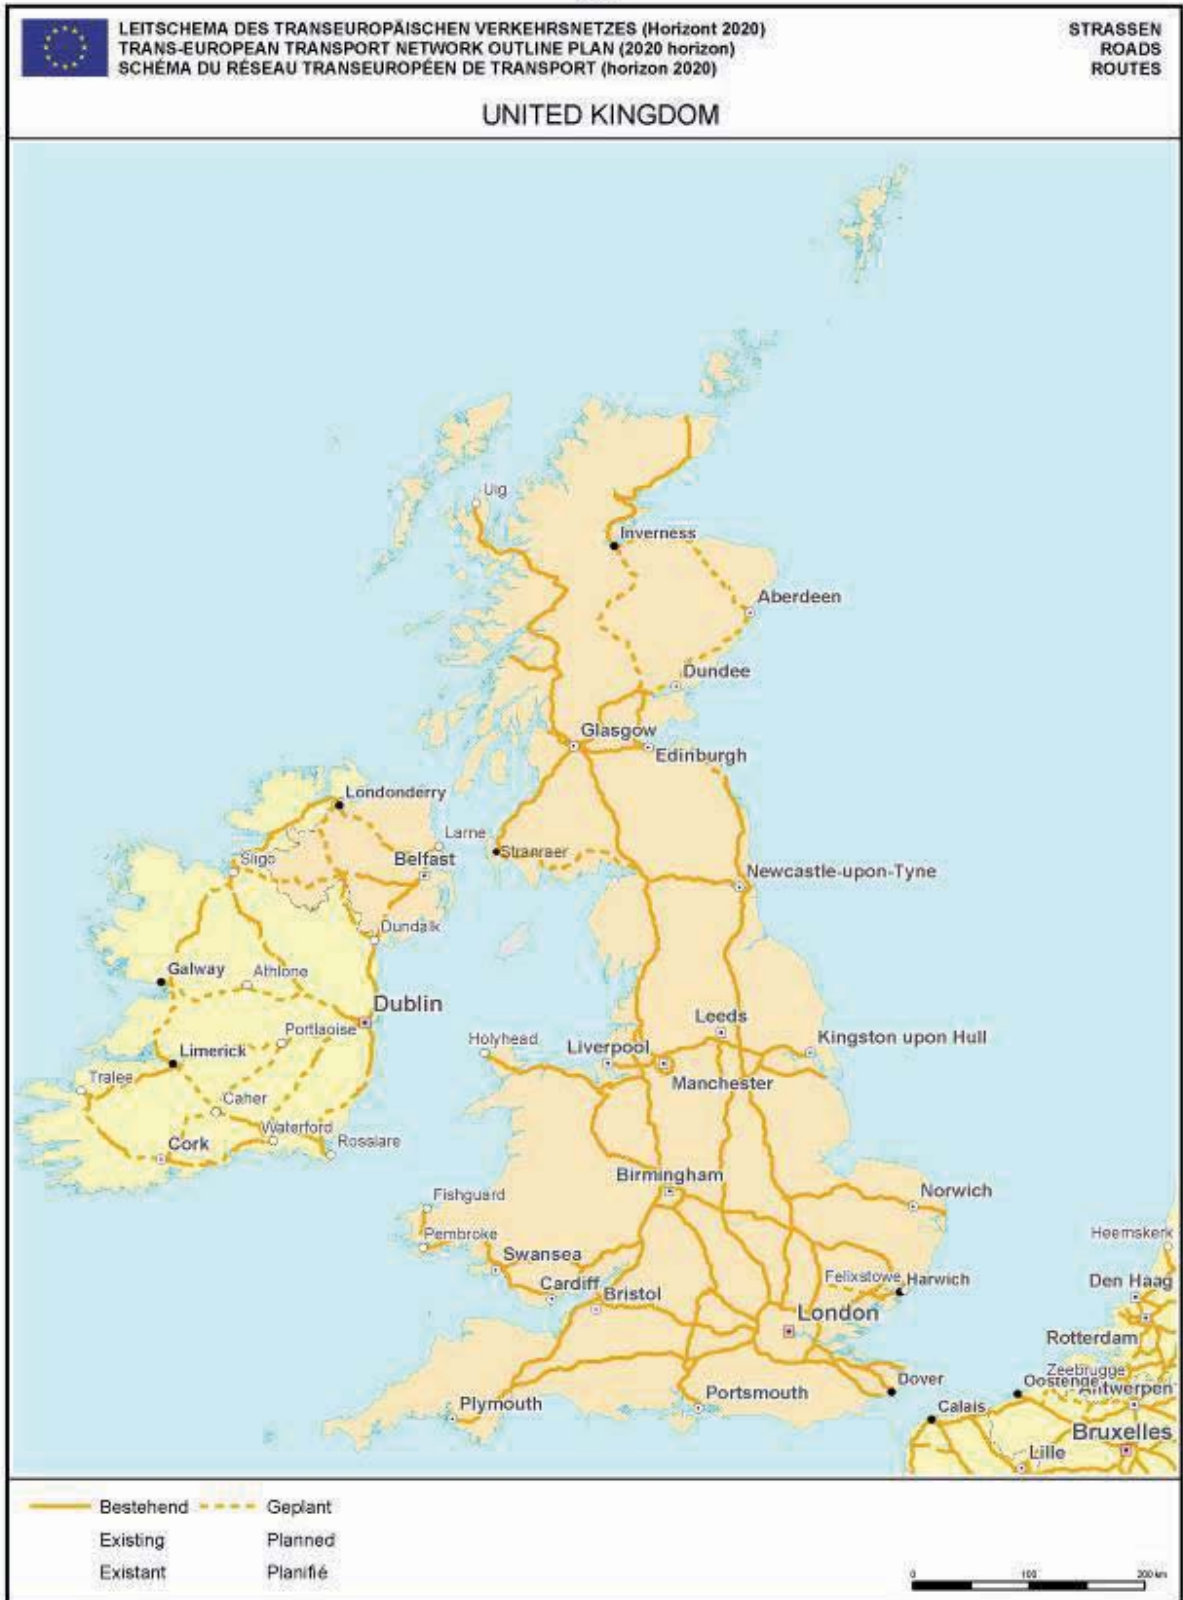 LEITSCHEMA DES TRANSEUROPÄISCHEN VERKEHRSNETZES (Horizont 2020)
TRANS-EUROPEAN TRANSPORT NETWORK OUTLINE PLAN (2020 horizon)
SCHÉMA DU RÉSEAU TRANSEUROPÉEN DE TRANSPORT (horizon 2020)
STRASSEN
ROADS
ROUTES
UNITED KINGDOM
Uig
Inverness
Aberdeen
Dundee
Glasgow
Edinburgh
Londonderry
Larne
Stranraer
Sligo
Belfast
Newcastle-upon-Tyne
Dundalk
Galway
Athlone
Dublin
Portlaoise
Leeds
Kingston upon Hull
Holyhead
Liverpool
Limerick
Manchester
Tralee
Caher
Waterford
Cork
Rosslare
Birmingham
Norwich
Fishguard
Pembroke
Heemskerk
Swansea
Cardiff
Bristol
Felixstowe
Harwich
Den Haag
London
Rotterdam
Zeebrugge
Dover
Oostende
Antwerpen
Plymouth
Portsmouth
Calais
Bruxelles
Lille
Bestehend
Geplant
Existing
Planned
Existant
Planifié
0 100 200 km